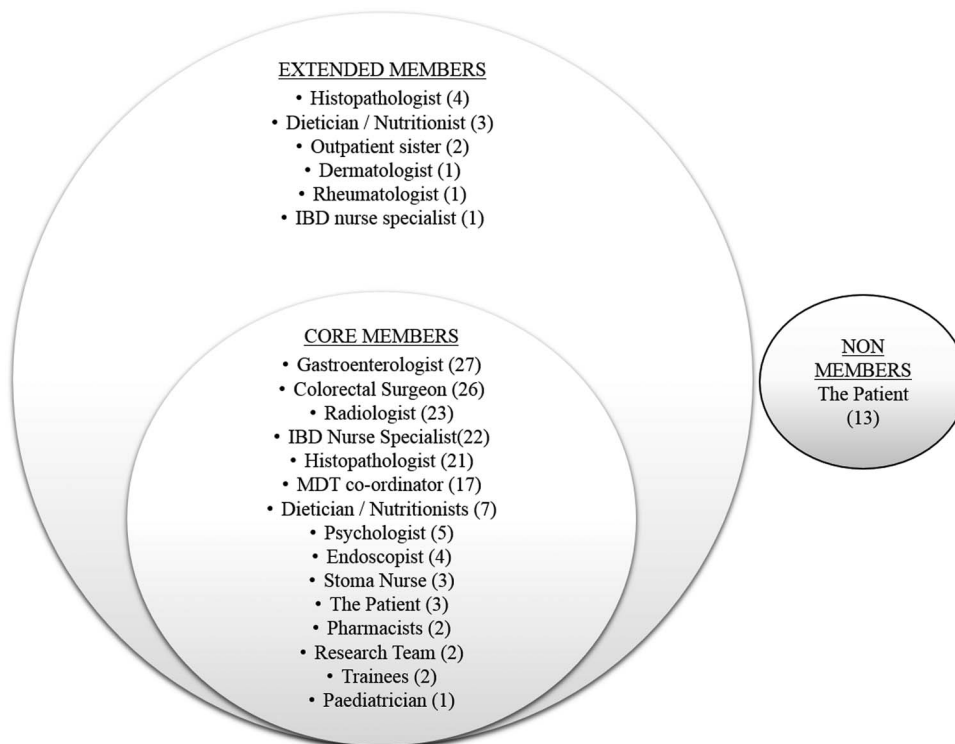 EXTENDED MEMBERS
• Histopathologist (4)
• Dietician / Nutritionist (3)
• Outpatient sister (2)
• Dermatologist (1)
• Rheumatologist (1)
• IBD nurse specialist (1)
CORE MEMBERS
• Gastroenterologist (27)
• Colorectal Surgeon (26)
• Radiologist (23)
• IBD Nurse Specialist(22)
• Histopathologist (21)
• MDT co-ordinator (17)
• Dietician / Nutritionists (7)
• Psychologist (5)
• Endoscopist (4)
• Stoma Nurse (3)
• The Patient (3)
• Pharmacists (2)
• Research Team (2)
• Trainees (2)
• Paediatrician (1)
NON
MEMBERS
The Patient
(13)